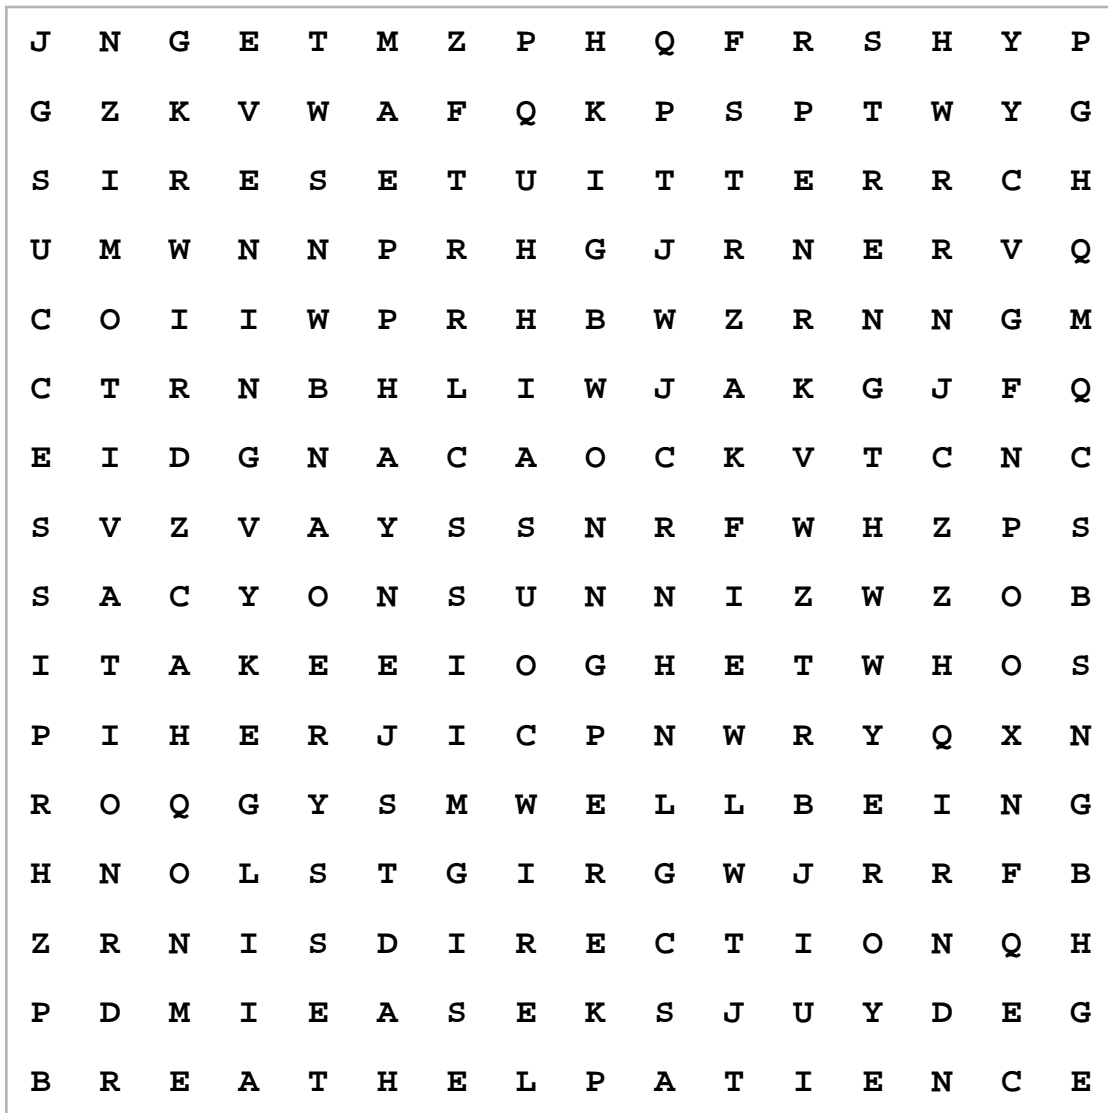 J N G E T M Z P H Q F R S H Y P
G Z K V W A F Q K P S P T W Y G
S I R E S E T U I T T E R R C H
U M W N N P R H G J R N E R V Q
C O I I W P R H B W Z R N N G M
C T R N B H L I W J A K G J F Q
E I D G N A C A O C K V T C N C
S V Z V A Y S S N R F W H Z P S
S A C Y O N S U N N I Z W Z O B
I T A K E E I O G H E T W H O S
P I H E R J I C P N W R Y Q X N
R O Q G Y S M W E L L B E I N G
H N O L S T G I R G W J R R F B
Z R N I S D I R E C T I O N Q H
P D M I E A S E K S J U Y D E G
B R E A T H E L P A T I E N C E